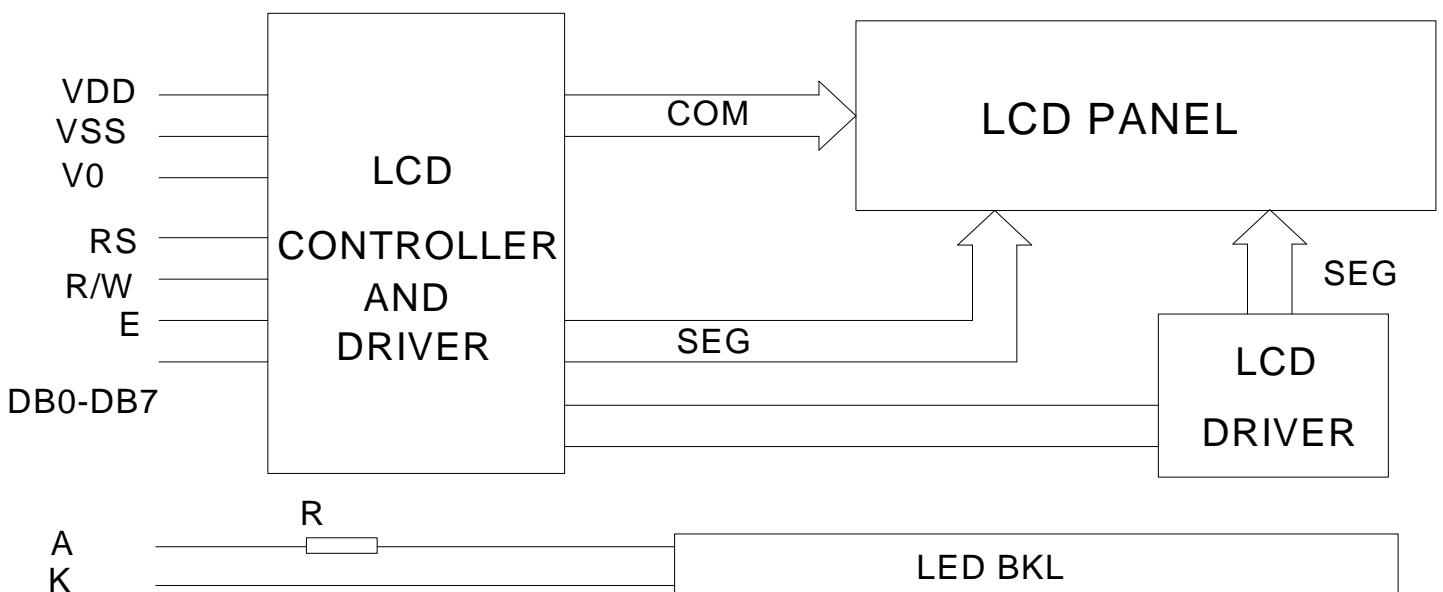 VDD
VSS
V0
RS
R/W
E
DB0-DB7
LCD
CONTROLLER
AND
DRIVER
COM
SEG
LCD PANEL
SEG
LCD
DRIVER
R
A
K
LED BKL